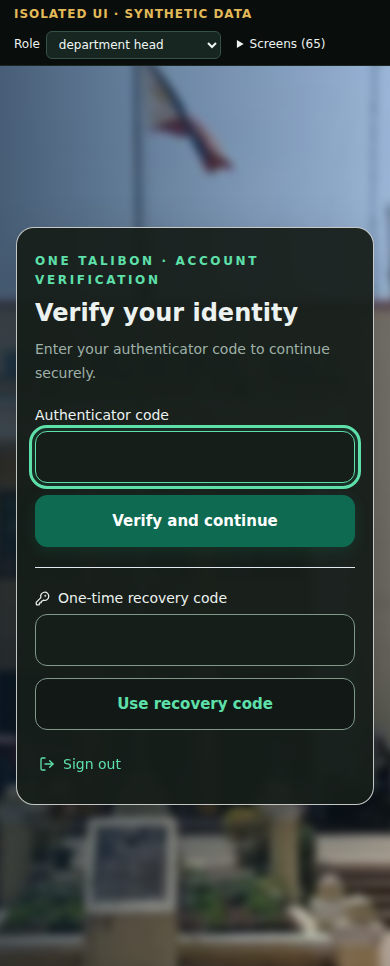 ISOLATED UI · SYNTHETIC DATA
Role
department head
Screens (65)
ONE TALIBON · ACCOUNT
VERIFICATION
Verify your identity
Enter your authenticator code to continue
securely.
Authenticator code
Verify and continue
One-time recovery code
Use recovery code
Sign out